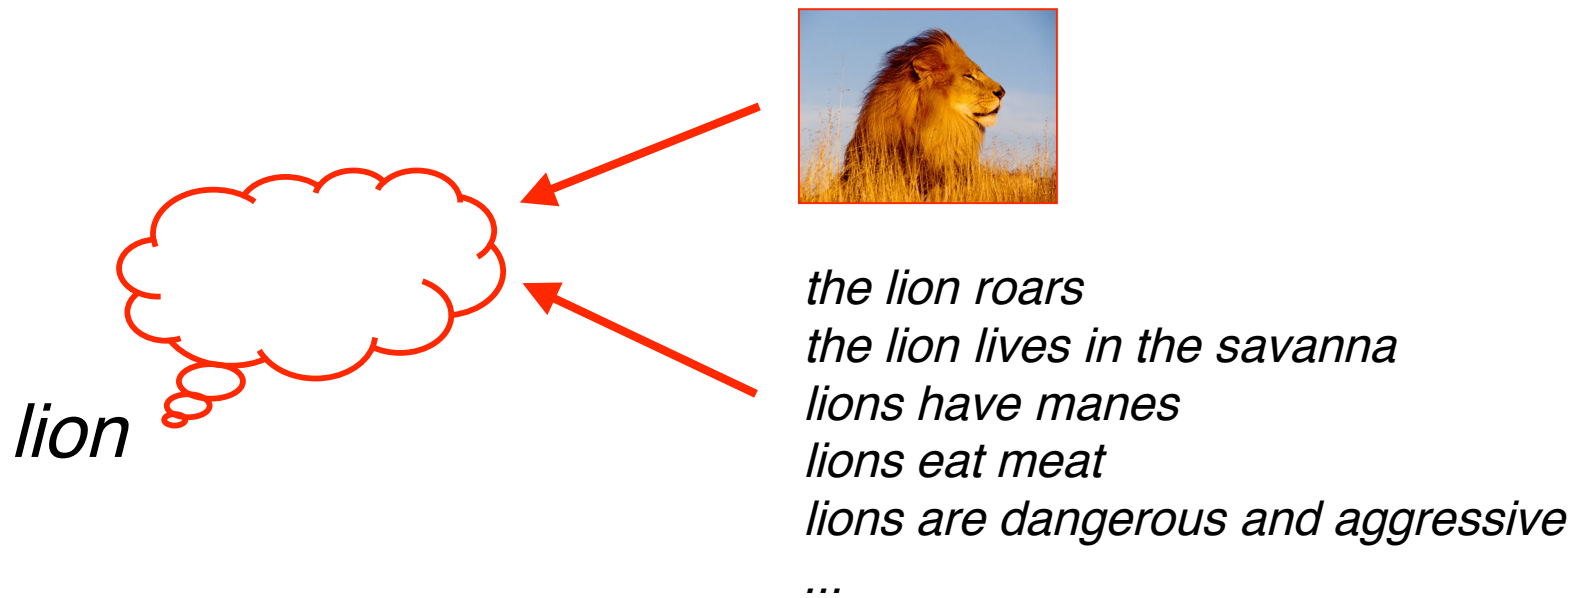 the lion roars
the lion lives in the savanna
lions have manes
lion
lions eat meat
lions are dangerous and aggressive
...